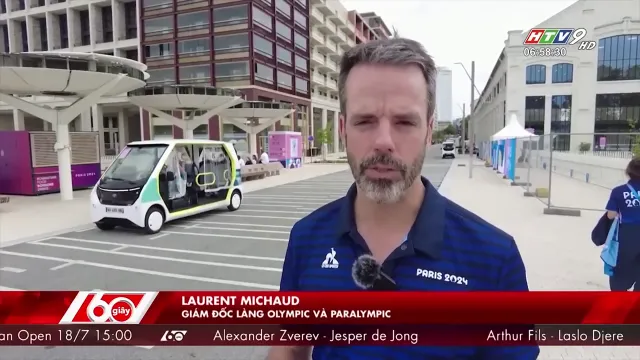 HTV9 HD
06:58:30
PARIS 2024
PARIS 2024
60 giây
LAURENT MICHAUD
GIÁM ĐỐC LÀNG OLYMPIC VÀ PARALYMPIC
an Open 18/7 15:00 Alexander Zverev - Jesper de Jong Arthur Fils - Laslo Djere